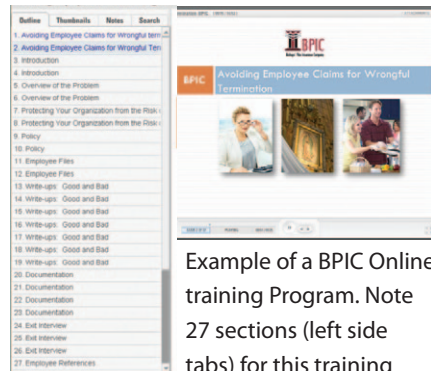 Outline Thumbnails Notes Search
1. Avoiding Employee Claims for Wrongful term
2. Avoiding Employee Claims for Wrongful Tern
3. Introduction
4. Introduction
5. Overview of the Problem
6. Overview of the Problem
7. Protecting Your Organization from the Risk
8. Protecting Your Organization from the Risk
9. Policy
10. Policy
11. Employee Files
12. Employee Files
13. Write-ups: Good and Bad
14. Write-ups: Good and Bad
15. Write-ups: Good and Bad
16. Write-ups: Good and Bad
17. Write-ups: Good and Bad
18. Write-ups: Good and Bad
19. Write-ups: Good and Bad
20. Documentation
21. Documentation
22. Documentation
23. Documentation
24. Exit Interview
25. Exit Interview
26. Exit Interview
27. Employee References
BPIC
BPIC
Avoiding Employee Claims for Wrongful
Termination
Example of a BPIC Online
training Program. Note
27 sections (left side
tabs) for this training